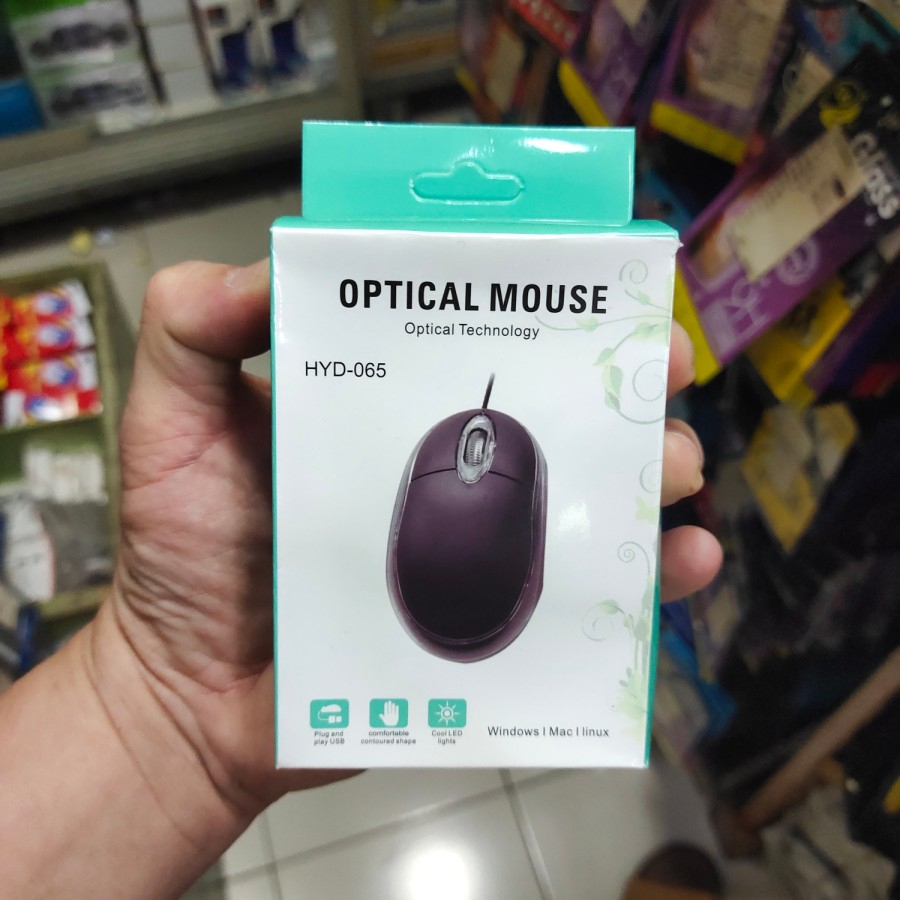 OPTICAL MOUSE
Optical Technology
HYD-065
Plug and
play USB
comfortable
contoured shape
Cool LED
lights
Windows I Mac I linux
Glass